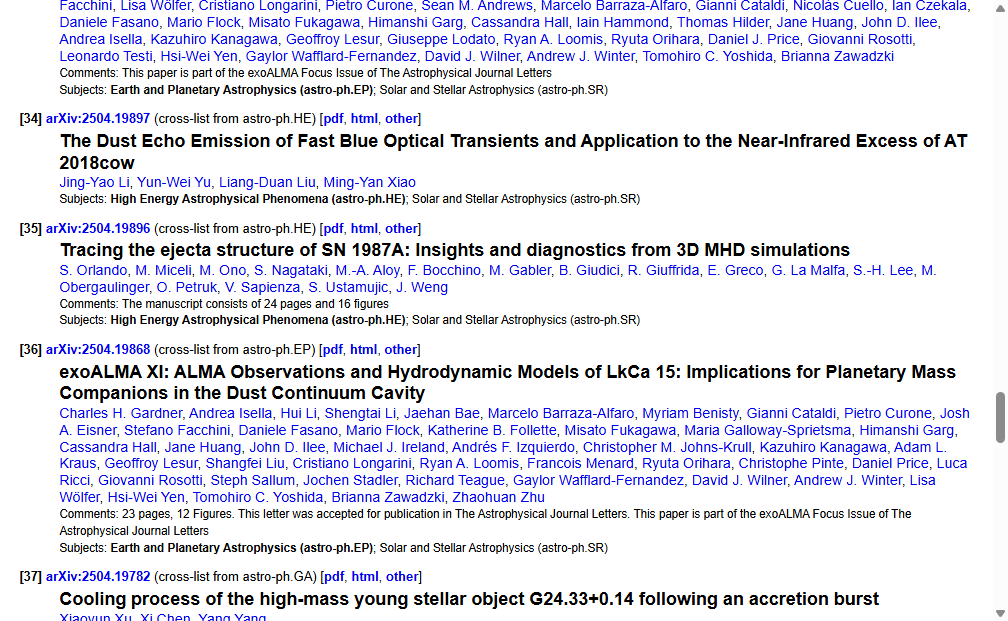 Facchini, Lisa Wölfer, Cristiano Longarini, Pietro Curone, Sean M. Andrews, Marcelo Barraza-Alfaro, Gianni Cataldi, Nicolás Cuello, Ian Czekala,
Daniele Fasano, Mario Flock, Misato Fukagawa, Himanshi Garg, Cassandra Hall, Iain Hammond, Thomas Hilder, Jane Huang, John D. Ilee,
Andrea Isella, Kazuhiro Kanagawa, Geoffroy Lesur, Giuseppe Lodato, Ryan A. Loomis, Ryuta Orihara, Daniel J. Price, Giovanni Rosotti,
Leonardo Testi, Hsi-Wei Yen, Gaylor Wafflard-Fernandez, David J. Wilner, Andrew J. Winter, Tomohiro C. Yoshida, Brianna Zawadzki
Comments: This paper is part of the exoALMA Focus Issue of The Astrophysical Journal Letters
Subjects: Earth and Planetary Astrophysics (astro-ph.EP); Solar and Stellar Astrophysics (astro-ph.SR)
[34] arXiv:2504.19897 (cross-list from astro-ph.HE) [pdf, html, other]
The Dust Echo Emission of Fast Blue Optical Transients and Application to the Near-Infrared Excess of AT
2018cow
Jing-Yao Li, Yun-Wei Yu, Liang-Duan Liu, Ming-Yan Xiao
Subjects: High Energy Astrophysical Phenomena (astro-ph.HE); Solar and Stellar Astrophysics (astro-ph.SR)
[35] arXiv:2504.19896 (cross-list from astro-ph.HE) [pdf, html, other]
Tracing the ejecta structure of SN 1987A: Insights and diagnostics from 3D MHD simulations
S. Orlando, M. Miceli, M. Ono, S. Nagataki, M.-A. Aloy, F. Bocchino, M. Gabler, B. Giudici, R. Giuffrida, E. Greco, G. La Malfa, S.-H. Lee, M.
Obergaulinger, O. Petruk, V. Sapienza, S. Ustamujic, J. Weng
Comments: The manuscript consists of 24 pages and 16 figures
Subjects: High Energy Astrophysical Phenomena (astro-ph.HE); Solar and Stellar Astrophysics (astro-ph.SR)
[36] arXiv:2504.19868 (cross-list from astro-ph.EP) [pdf, html, other]
exoALMA XI: ALMA Observations and Hydrodynamic Models of LkCa 15: Implications for Planetary Mass
Companions in the Dust Continuum Cavity
Charles H. Gardner, Andrea Isella, Hui Li, Shengtai Li, Jaehan Bae, Marcelo Barraza-Alfaro, Myriam Benisty, Gianni Cataldi, Pietro Curone, Josh
A. Eisner, Stefano Facchini, Daniele Fasano, Mario Flock, Katherine B. Follette, Misato Fukagawa, Maria Galloway-Sprietsma, Himanshi Garg,
Cassandra Hall, Jane Huang, John D. Ilee, Michael J. Ireland, Andrés F. Izquierdo, Christopher M. Johns-Krull, Kazuhiro Kanagawa, Adam L.
Kraus, Geoffroy Lesur, Shangfei Liu, Cristiano Longarini, Ryan A. Loomis, Francois Menard, Ryuta Orihara, Christophe Pinte, Daniel Price, Luca
Ricci, Giovanni Rosotti, Steph Sallum, Jochen Stadler, Richard Teague, Gaylor Wafflard-Fernandez, David J. Wilner, Andrew J. Winter, Lisa
Wölfer, Hsi-Wei Yen, Tomohiro C. Yoshida, Brianna Zawadzki, Zhaohuan Zhu
Comments: 23 pages, 12 Figures. This letter was accepted for publication in The Astrophysical Journal Letters. This paper is part of the exoALMA Focus Issue of The
Astrophysical Journal Letters
Subjects: Earth and Planetary Astrophysics (astro-ph.EP); Solar and Stellar Astrophysics (astro-ph.SR)
[37] arXiv:2504.19782 (cross-list from astro-ph.GA) [pdf, html, other]
Cooling process of the high-mass young stellar object G24.33+0.14 following an accretion burst
Xiaoyun Xu, Xi Chen, Yang Yang